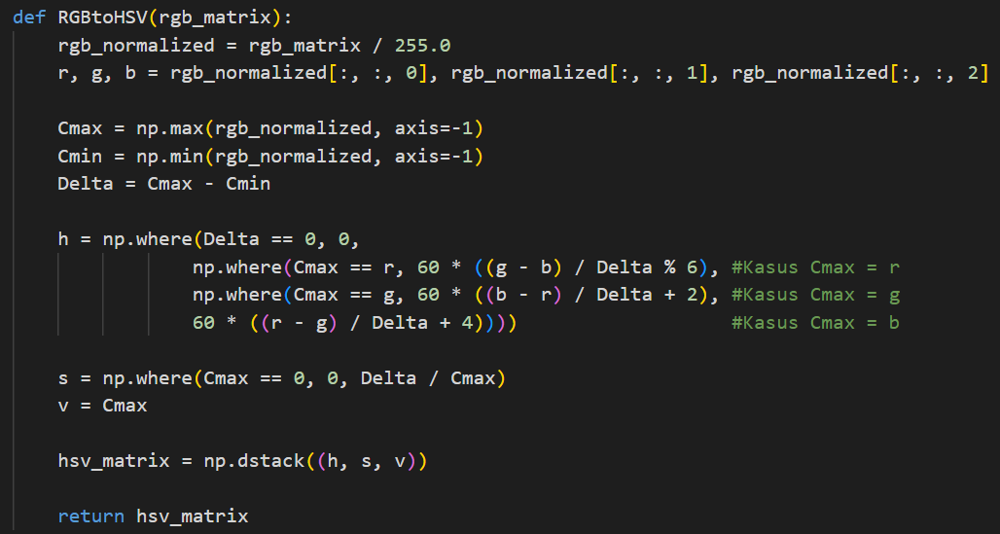 def RGBtoHSV(rgb_matrix):
    rgb_normalized = rgb_matrix / 255.0
    r, g, b = rgb_normalized[:, :, 0], rgb_normalized[:, :, 1], rgb_normalized[:, :, 2]

    Cmax = np.max(rgb_normalized, axis=-1)
    Cmin = np.min(rgb_normalized, axis=-1)
    Delta = Cmax - Cmin

    h = np.where(Delta == 0, 0,
                np.where(Cmax == r, 60 * ((g - b) / Delta % 6), #Kasus Cmax = r
                np.where(Cmax == g, 60 * ((b - r) / Delta + 2), #Kasus Cmax = g
                60 * ((r - g) / Delta + 4))))                   #Kasus Cmax = b

    s = np.where(Cmax == 0, 0, Delta / Cmax)
    v = Cmax

    hsv_matrix = np.dstack((h, s, v))

    return hsv_matrix